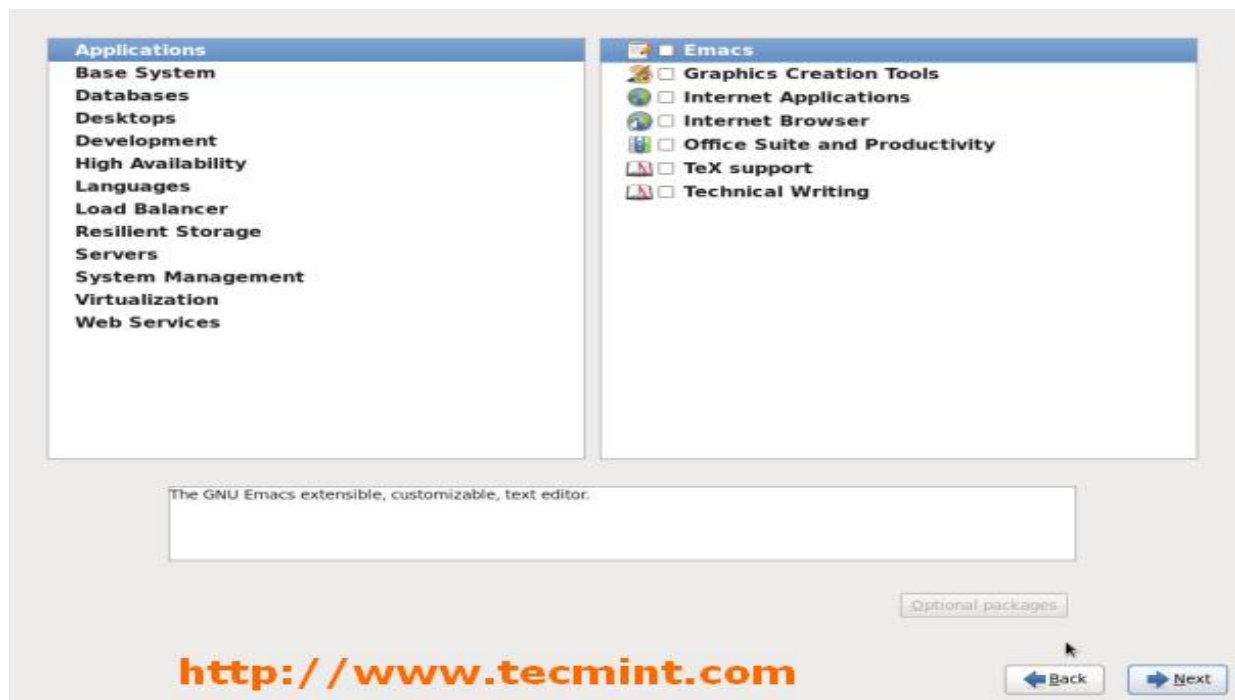 Applications
Base System
Databases
Desktops
Development
High Availability
Languages
Load Balancer
Resilient Storage
Servers
System Management
Virtualization
Web Services
Emacs
Graphics Creation Tools
Internet Applications
Internet Browser
Office Suite and Productivity
TeX support
Technical Writing
The GNU Emacs extensible, customizable, text editor.
Optional packages
http://www.tecmint.com
Back
Next